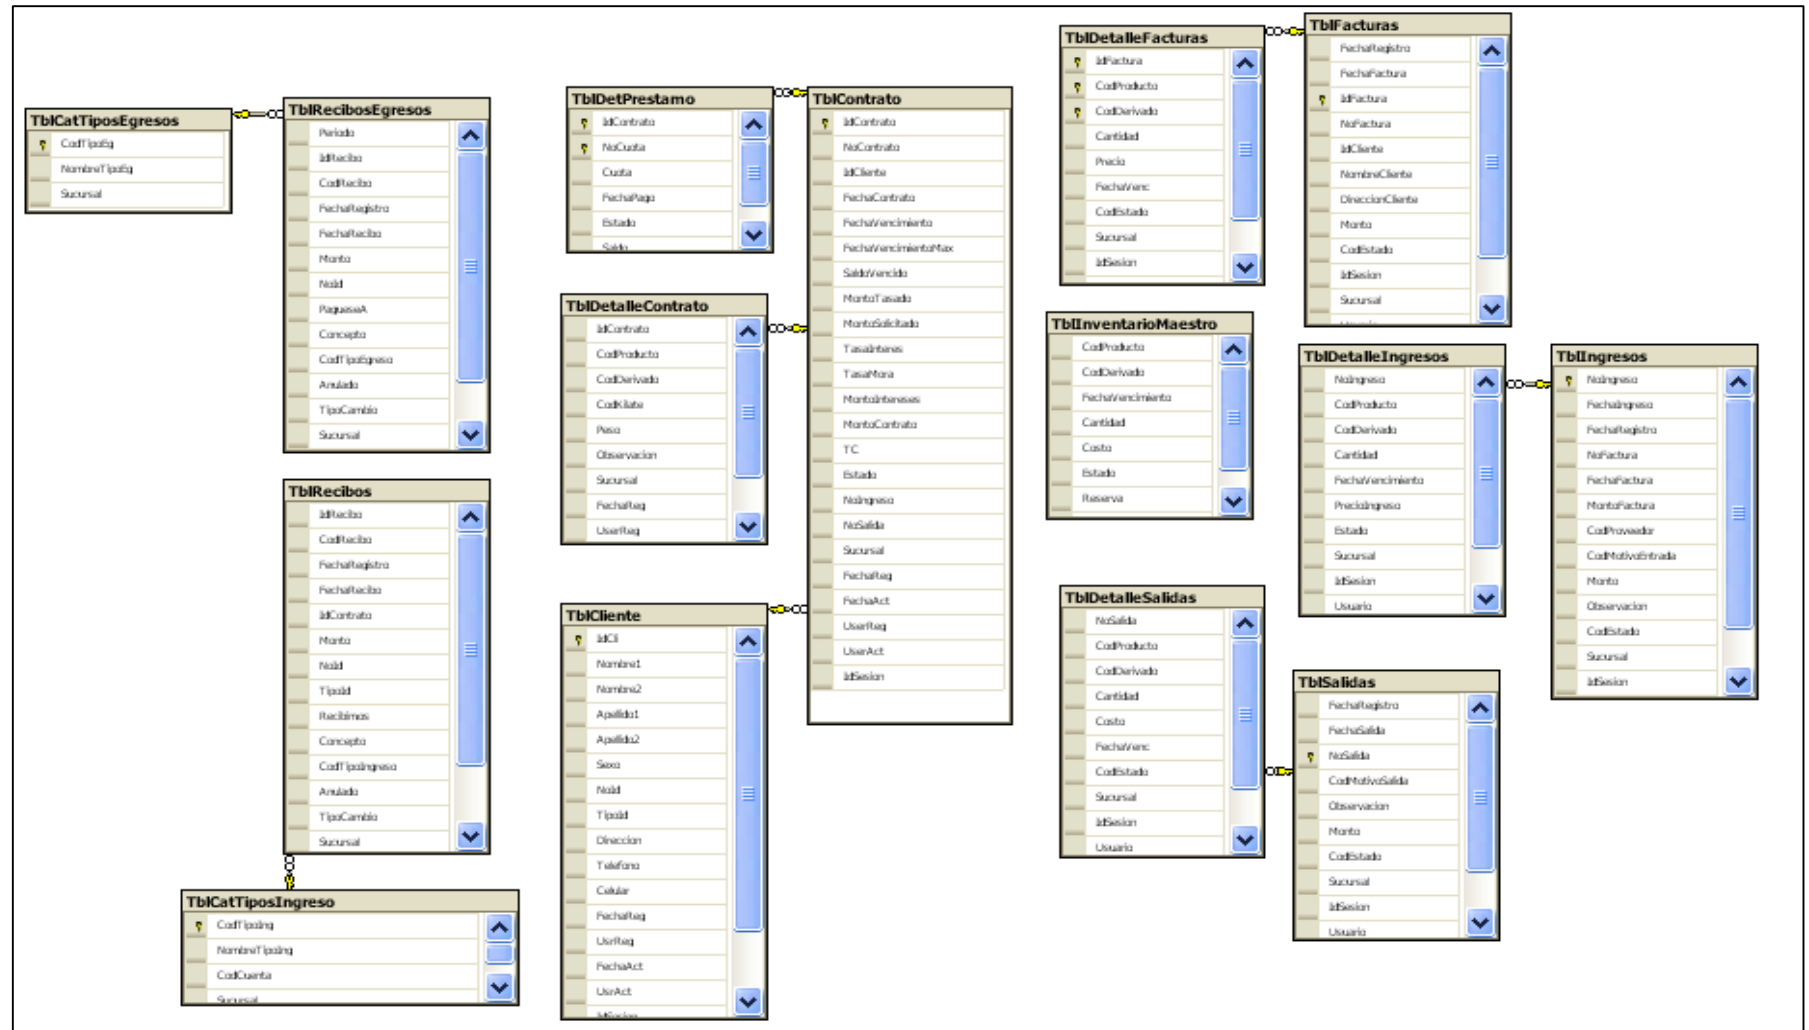 TblCatTiposEgresos
CodTipoEg
NombreTipoEg
Sucursal
TblRecibosEgresos
Periodo
IdRecibo
CodRecibo
FechaRegistro
FechaRecibo
Monto
NoId
PagueseA
Concepto
CodTipoEgreso
Anulado
TipoCambio
Sucursal
TblRecibos
IdRecibo
CodRecibo
FechaRegistro
FechaRecibo
IdContrato
Monto
NoId
TipoId
Recibimos
Concepto
CodTipoIngreso
Anulado
TipoCambio
Sucursal
TblCatTiposIngreso
CodTipoIng
NombreTipoIng
CodCuenta
Sucursal
TblDetPrestamo
IdContrato
NoCuota
Cuota
FechaPago
Estado
Saldo
TblDetalleContrato
IdContrato
CodProducto
CodDerivado
CodKilate
Peso
Observacion
Sucursal
FechaReg
UserReg
TblCliente
IdCli
Nombre1
Nombre2
Apellido1
Apellido2
Sexo
NoId
TipoId
Direccion
Telefono
Celular
FechaReg
UsrReg
FechaAct
UsrAct
IdSesion
TblContrato
IdContrato
NoContrato
IdCliente
FechaContrato
FechaVencimiento
FechaVencimientoMax
SaldoVencido
MontoTasado
MontoSolicitado
TasaInteres
TasaMora
MontoIntereses
MontoContrato
TC
Estado
NoIngreso
NoSalida
Sucursal
FechaReg
FechaAct
UserReg
UserAct
IdSesion
TblDetalleFacturas
IdFactura
CodProducto
CodDerivado
Cantidad
Precio
FechaVenc
CodEstado
Sucursal
IdSesion
TblFacturas
FechaRegistro
FechaFactura
IdFactura
NoFactura
IdCliente
NombreCliente
DireccionCliente
Monto
CodEstado
IdSesion
Sucursal
Usuario
TblInventarioMaestro
CodProducto
CodDerivado
FechaVencimiento
Cantidad
Costo
Estado
Reserva
TblDetalleIngresos
NoIngreso
CodProducto
CodDerivado
Cantidad
FechaVencimiento
PrecioIngreso
Estado
Sucursal
IdSesion
Usuario
TblIngresos
NoIngreso
FechaIngreso
FechaRegistro
NoFactura
FechaFactura
MontoFactura
CodProveedor
CodMotivoEntrada
Monto
Observacion
CodEstado
Sucursal
IdSesion
TblDetalleSalidas
NoSalida
CodProducto
CodDerivado
Cantidad
Costo
FechaVenc
CodEstado
Sucursal
IdSesion
Usuario
TblSalidas
FechaRegistro
FechaSalida
NoSalida
CodMotivoSalida
Observacion
Monto
CodEstado
Sucursal
IdSesion
Usuario